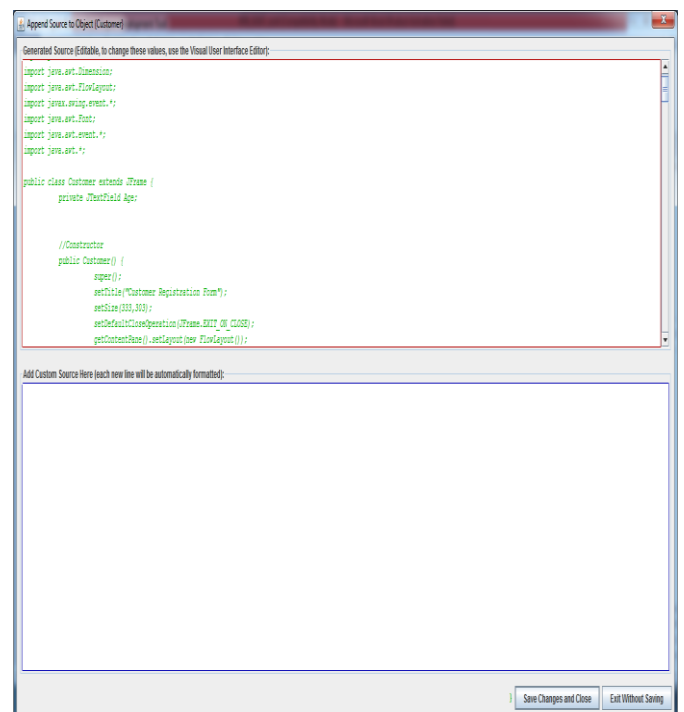 Append Source to Object (Customer)
X
Generated Source (Editable, to change these values, use the Visual User Interface Editor):
import java.awt.Dimension;
import java.awt.FlowLayout;
import javax.swing.event.*;
import java.awt.Font;
import java.awt.event.*;
import java.awt.*;
public class Customer extends JFrame {
private JTextField Age;
//Constructor
public Customer() {
super();
setTitle("Customer Registration Form");
setSize(333,303);
setDefaultCloseOperation(JFrame.EXIT_ON_CLOSE);
getContentPane().setLayout(new FlowLayout());
Add Custom Source Here (each new line will be automatically formatted):
} Save Changes and Close Exit Without Saving